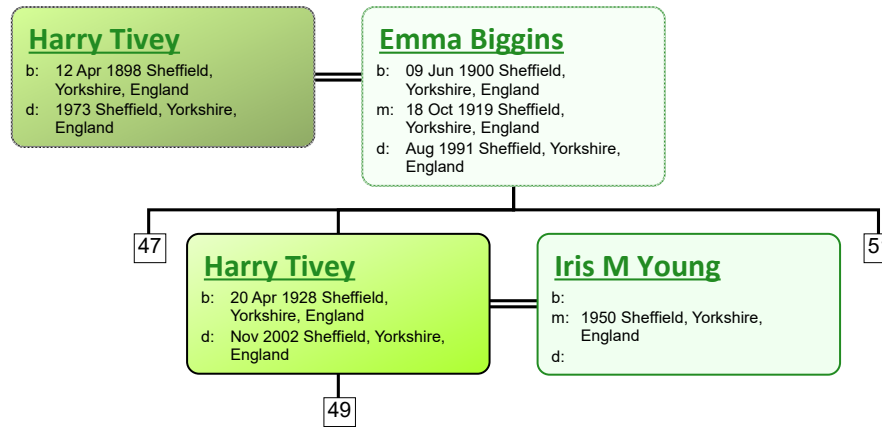 Harry Tivey
b: 12 Apr 1898 Sheffield,
Yorkshire, England
d: 1973 Sheffield, Yorkshire,
England
Emma Biggins
b: 09 Jun 1900 Sheffield,
Yorkshire, England
m: 18 Oct 1919 Sheffield,
Yorkshire, England
d: Aug 1991 Sheffield, Yorkshire,
England
47
Harry Tivey
b: 20 Apr 1928 Sheffield,
Yorkshire, England
d: Nov 2002 Sheffield, Yorkshire,
England
Iris M Young
b:
m: 1950 Sheffield, Yorkshire,
England
d:
5
49